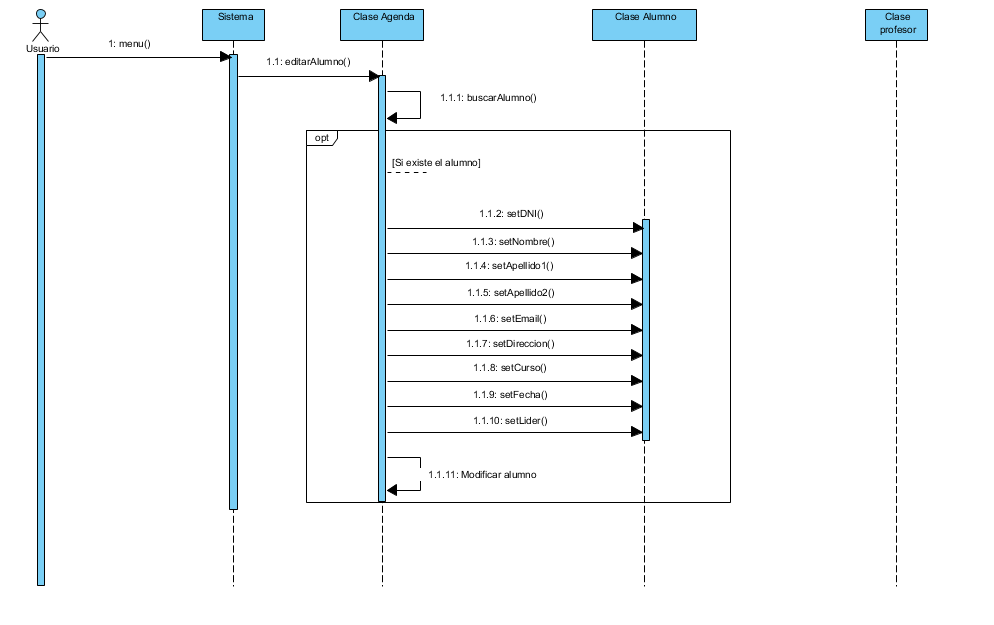 Usuario
Sistema
Clase Agenda
Clase Alumno
Clase
profesor
1: menu()
1.1: editarAlumno()
1.1.1: buscarAlumno()
opt
[Si existe el alumno]
1.1.2: setDNI()
1.1.3: setNombre()
1.1.4: setApellido1()
1.1.5: setApellido2()
1.1.6: setEmail()
1.1.7: setDireccion()
1.1.8: setCurso()
1.1.9: setFecha()
1.1.10: setLider()
1.1.11: Modificar alumno